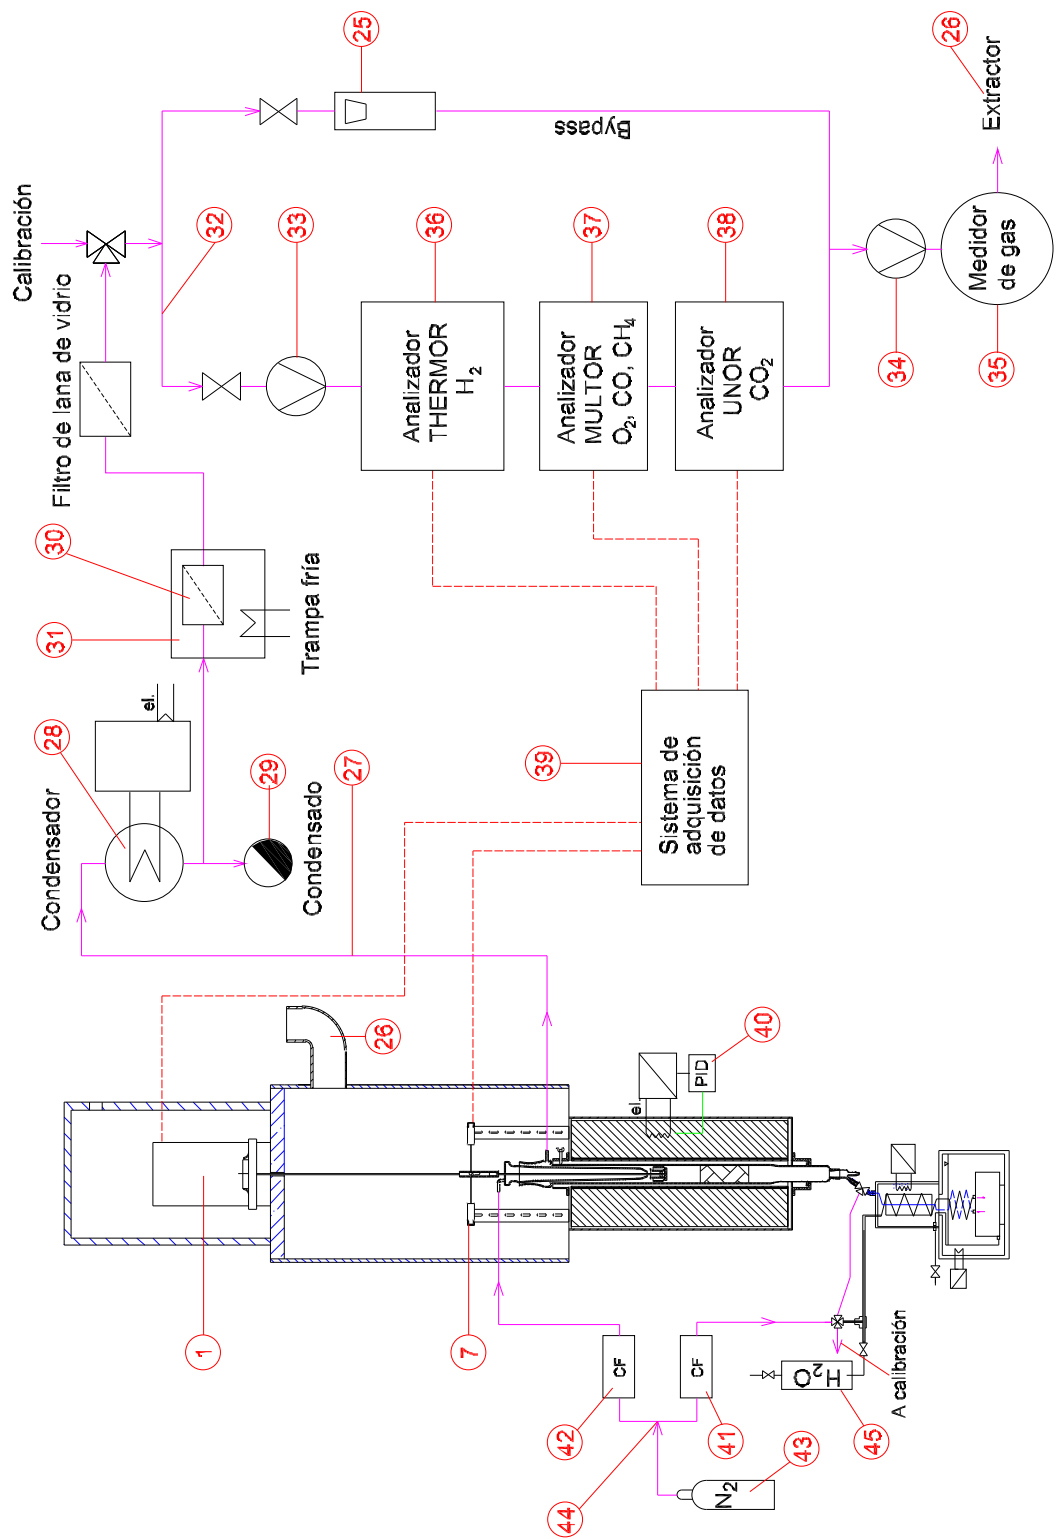 Condensador
28
31
30
Filtro de lana de vidrio
Calibración
el.
29
Condensado
Trampa fría
27
32
33
25
Bypass
1
26
7
39
Sistema de
adquisición
de datos
36
Analizador
THERMOR
H₂
37
Analizador
MULTOR
O₂, CO, CH₄
38
Analizador
UNOR
CO₂
44
42
CF
41
CF
43
N₂
45
H₂O
A calibración
el
PID
40
34
35
Medidor
de gas
Extractor
26